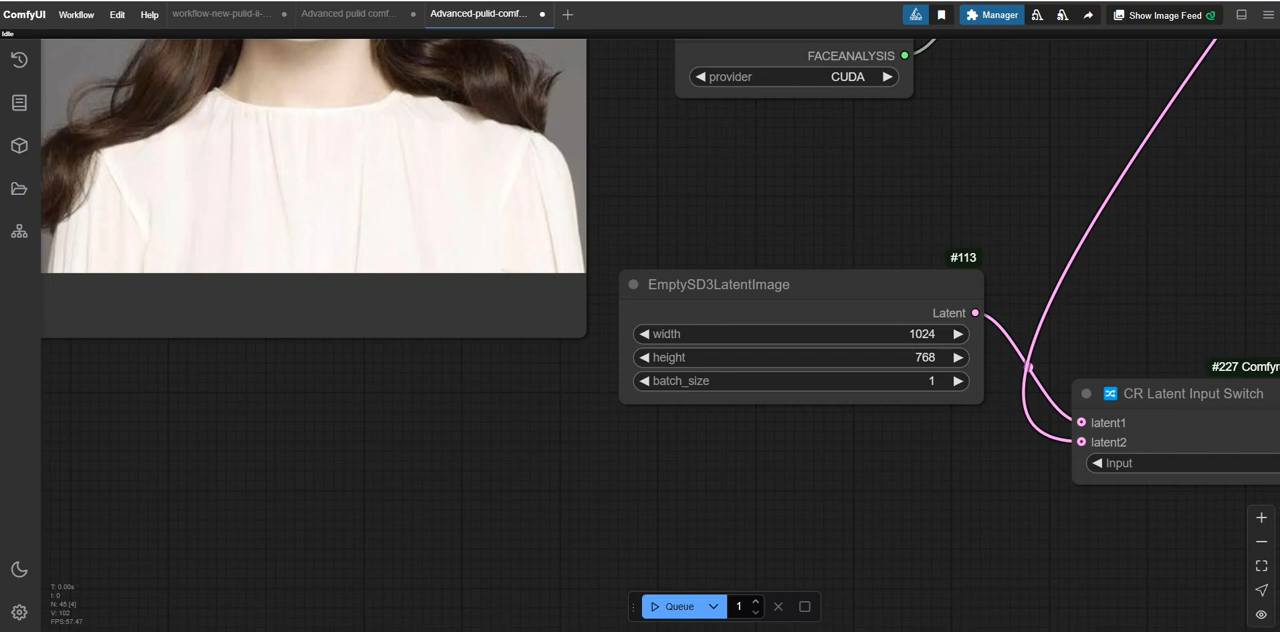 ComfyUI Workflow Edit Help workflow-new-pulid-ii-... Advanced pulid comf... Advanced-pulid-comf... Manager Show Image Feed
Idle
FACEANALYSIS
provider CUDA
#113
EmptySD3LatentImage
Latent
width 1024
height 768
batch_size 1
#227 Comfyr
CR Latent Input Switch
latent1
latent2
Input
T: 0.00s
I: 0
N: 45 [4]
V: 102
FPS:57.47
Queue 1